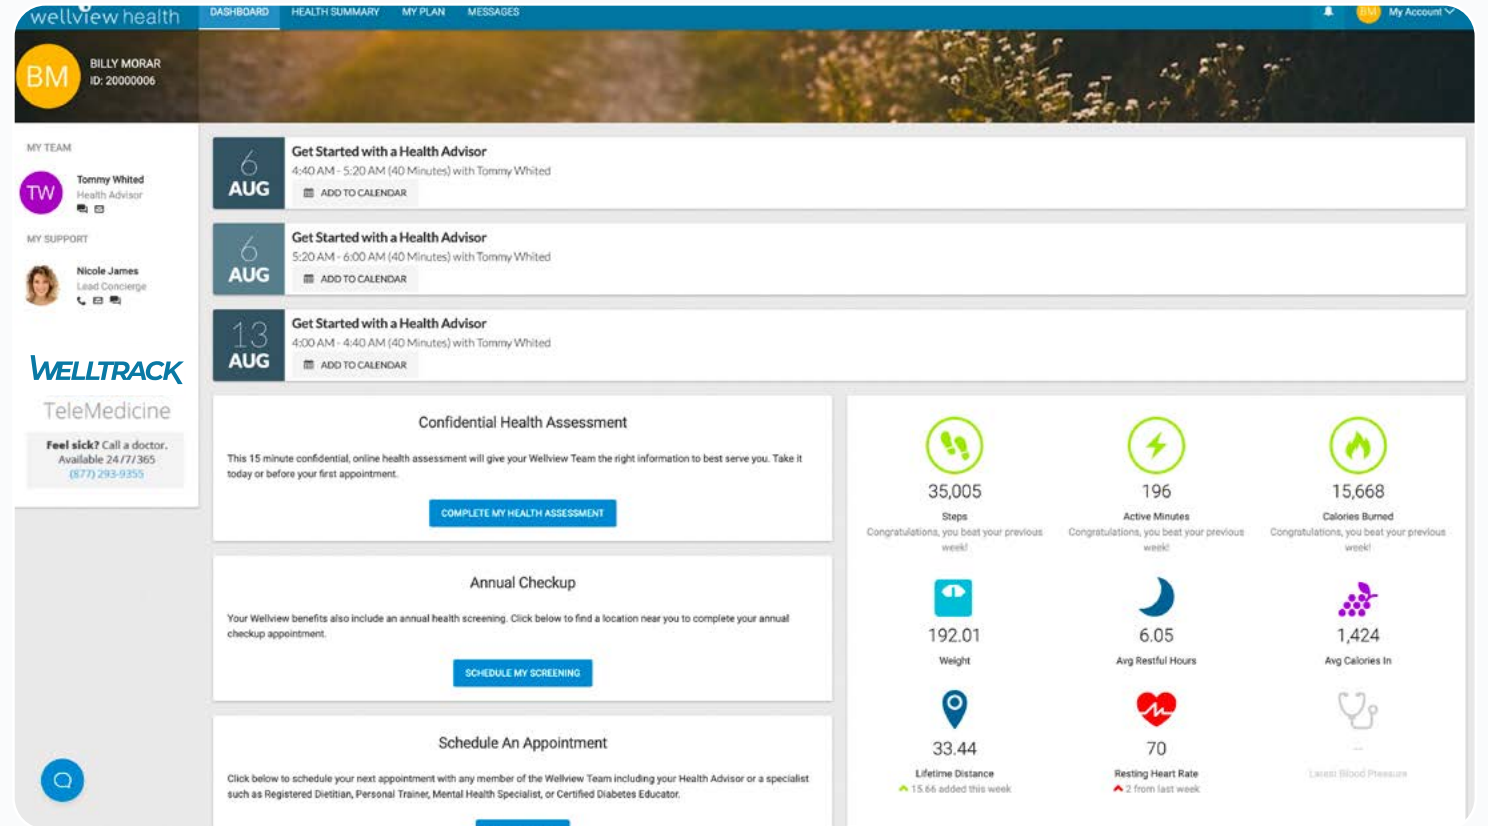 wellview health
DASHBOARD HEALTH SUMMARY MY PLAN MESSAGES
BM My Account
BM
BILLY MORAR
ID: 20000006
MY TEAM
TW
Tommy Whited
Health Advisor
MY SUPPORT
Nicole James
Lead Concierge
WELLTRACK
TeleMedicine
Feel sick? Call a doctor.
Available 24/7/365
(877) 293-9355
6
AUG
Get Started with a Health Advisor
4:40 AM - 5:20 AM (40 Minutes) with Tommy Whited
ADD TO CALENDAR
6
AUG
Get Started with a Health Advisor
5:20 AM - 6:00 AM (40 Minutes) with Tommy Whited
ADD TO CALENDAR
13
AUG
Get Started with a Health Advisor
4:00 AM - 4:40 AM (40 Minutes) with Tommy Whited
ADD TO CALENDAR
Confidential Health Assessment
This 15 minute confidential, online health assessment will give your Wellview Team the right information to best serve you. Take it
today or before your first appointment.
COMPLETE MY HEALTH ASSESSMENT
Annual Checkup
Your Wellview benefits also include an annual health screening. Click below to find a location near you to complete your annual
checkup appointment.
SCHEDULE MY SCREENING
Schedule An Appointment
Click below to schedule your next appointment with any member of the Wellview Team including your Health Advisor or a specialist
such as Registered Dietitian, Personal Trainer, Mental Health Specialist, or Certified Diabetes Educator.
35,005
Steps
Congratulations, you beat your previous
week!
196
Active Minutes
Congratulations, you beat your previous
week!
15,668
Calories Burned
Congratulations, you beat your previous
week!
192.01
Weight
6.05
Avg Restful Hours
1,424
Avg Calories In
33.44
Lifetime Distance
15.66 added this week
70
Resting Heart Rate
2 from last week
--
Latest Blood Pressure